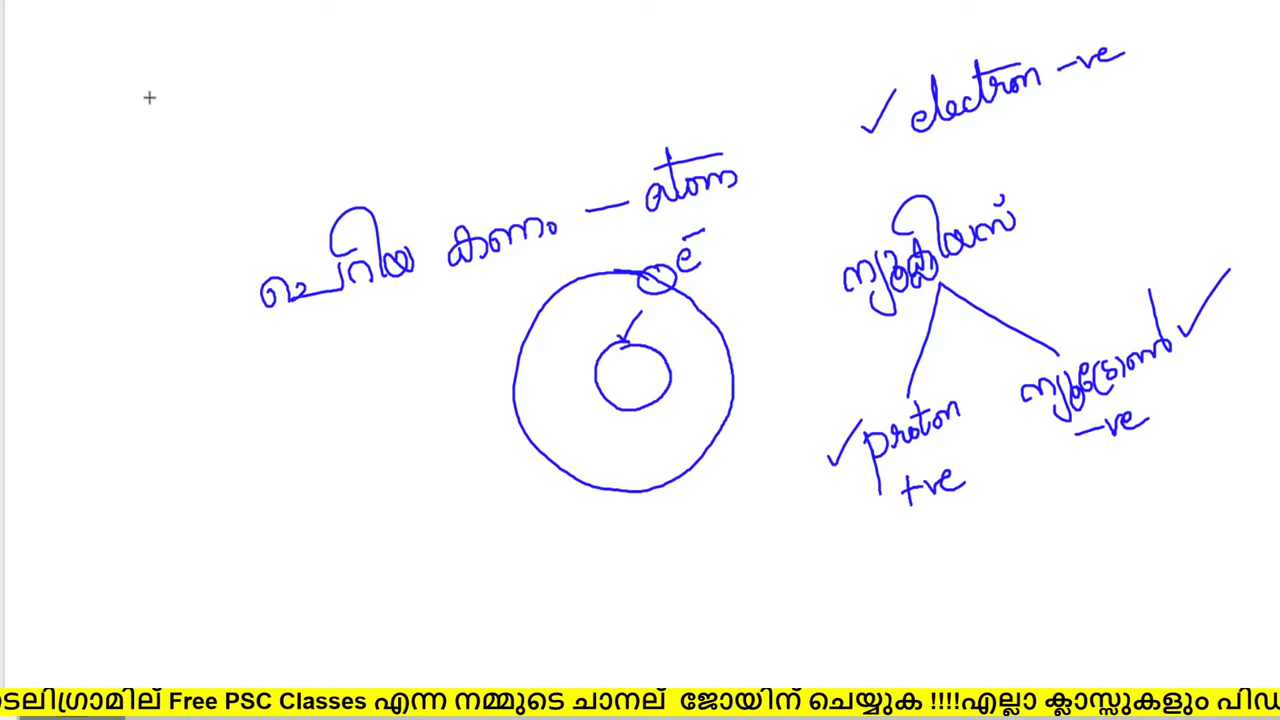 ✓ electron -ve
ചെറിയ കണം — atom
e-
ന്യൂക്ലിയസ്
✓ proton
+ve
ന്യൂട്രോൺ ✓
-ve
ടെലിഗ്രാമില് Free PSC Classes എന്ന നമ്മുടെ ചാനല് ജോയിന് ചെയ്യുക !!!!എല്ലാ ക്ലാസ്സുകളും പിഡ